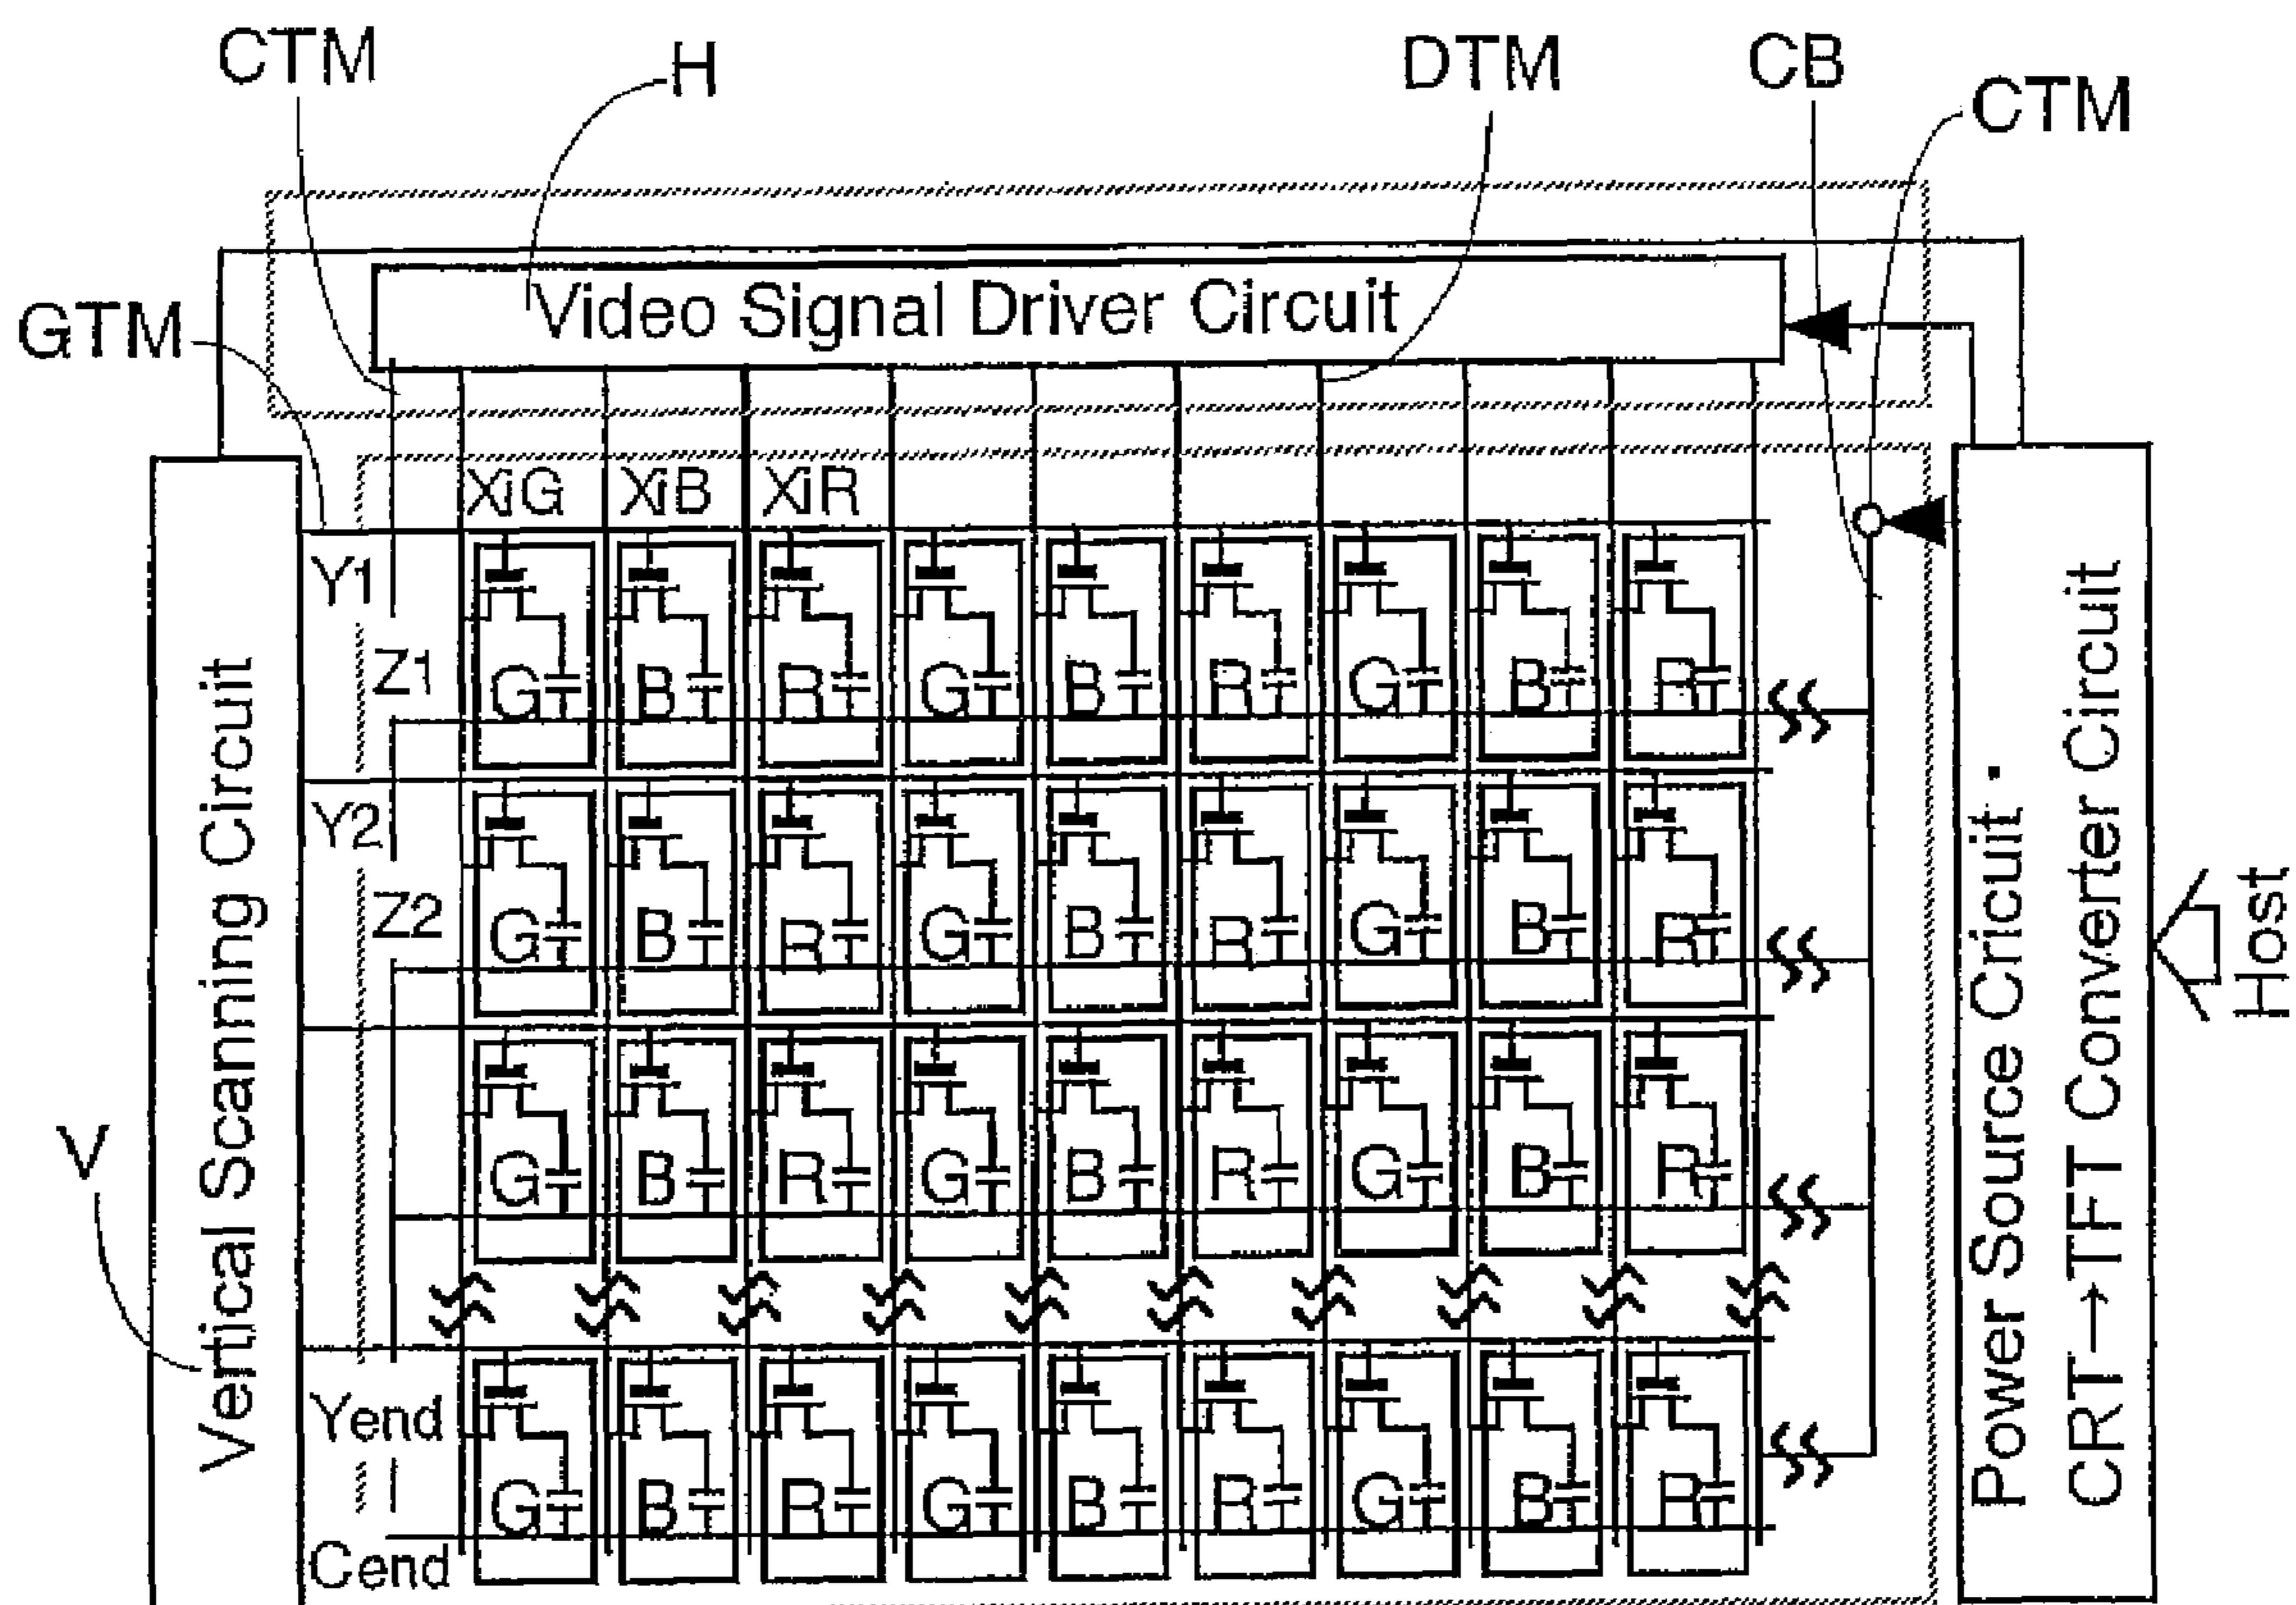 CTM
H
DTM
CB
CTM
GTM
Video Signal Driver Circuit
XiG XiB XiR
Y1
Z1
G B R G B R G B R
Y2
Z2
G B R G B R G B R
G B R G B R G B R
V
Vertical Scanning Circuit
Yend
G B R G B R G B R
Cend
Power Source Cricuit ·
CRT→TFT Converter Circuit
Host